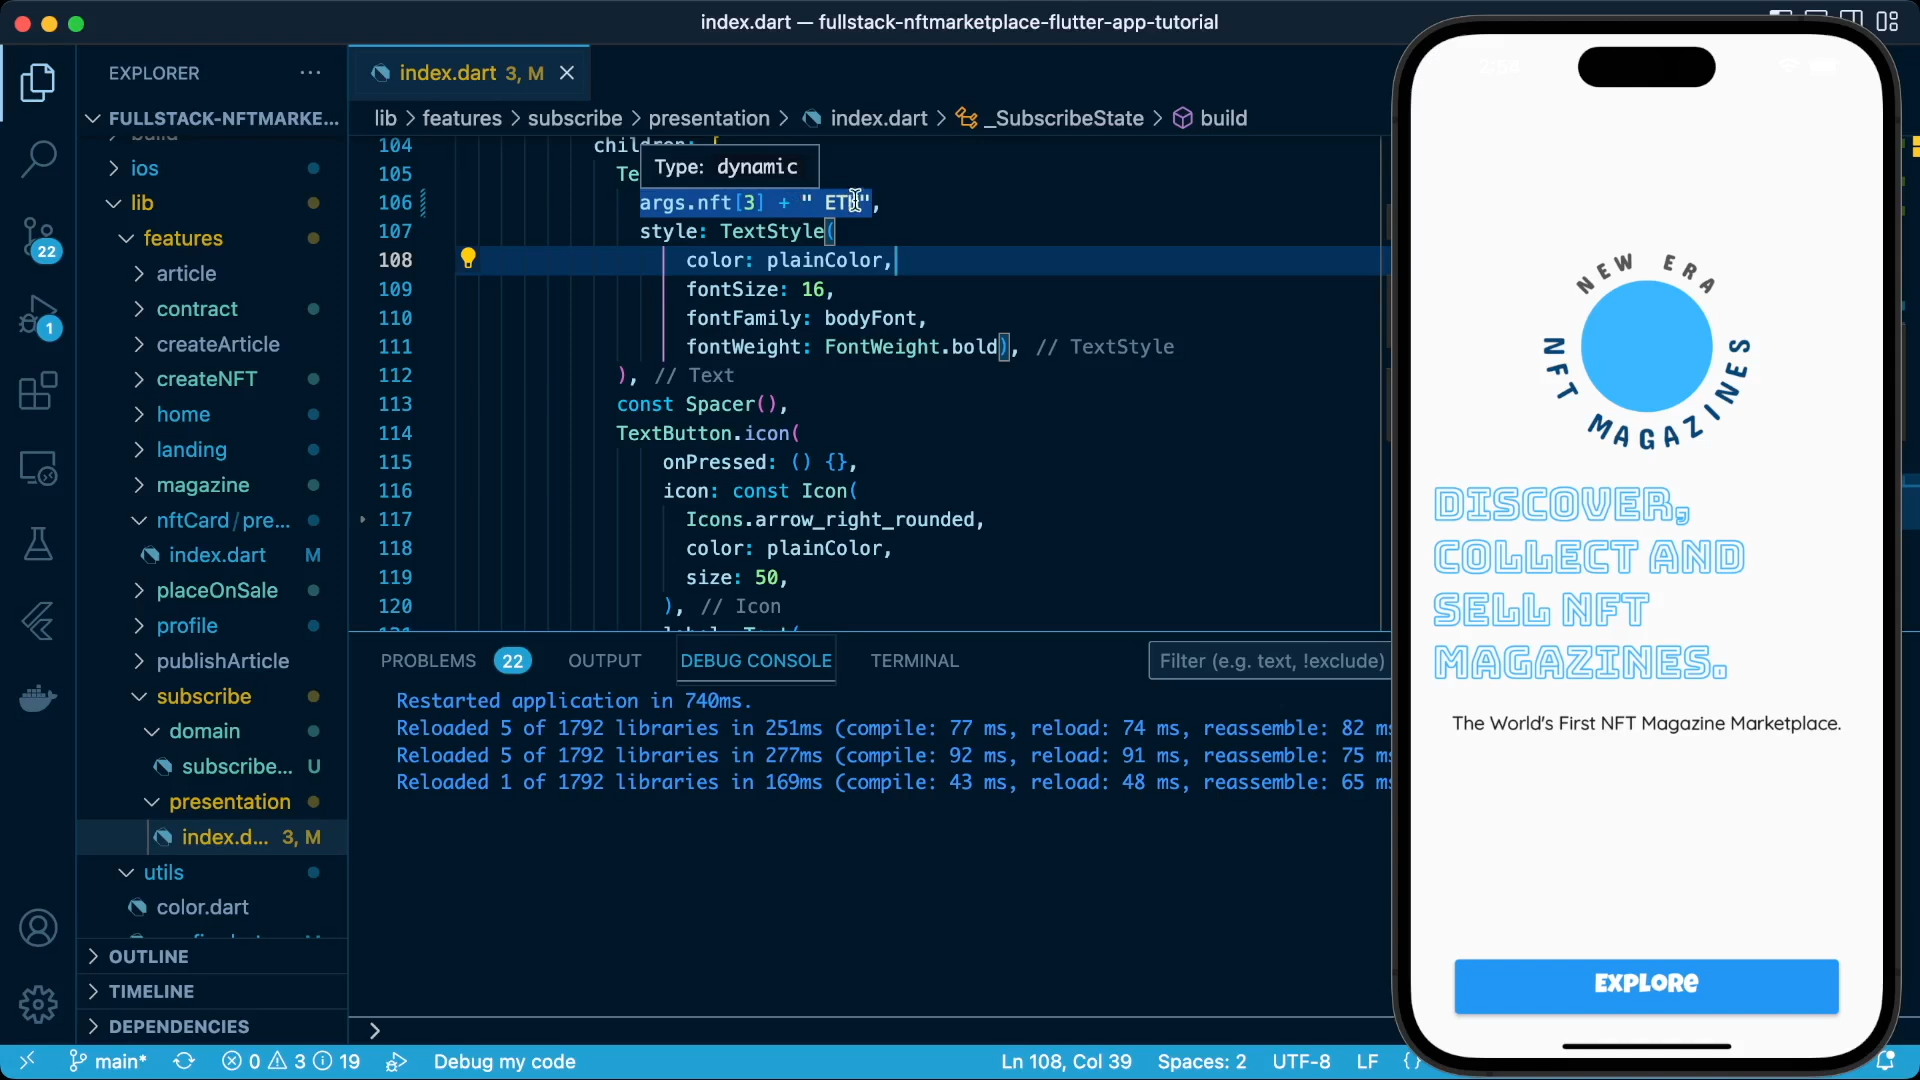 index.dart — fullstack-nftmarketplace-flutter-app-tutorial
EXPLORER
FULLSTACK-NFTMARKE...
build
ios
lib
features
article
contract
createArticle
createNFT
home
landing
magazine
nftCard / pre...
index.dart M
placeOnSale
profile
publishArticle
subscribe
domain
subscribe... U
presentation
index.d... 3, M
utils
color.dart
OUTLINE
TIMELINE
DEPENDENCIES
22
1
index.dart 3, M
lib > features > subscribe > presentation > index.dart > _SubscribeState > build
Type: dynamic
104 children: [
105 Te
106 args.nft[3] + " ETH",
107 style: TextStyle(
108 color: plainColor,
109 fontSize: 16,
110 fontFamily: bodyFont,
111 fontWeight: FontWeight.bold), // TextStyle
112 ), // Text
113 const Spacer(),
114 TextButton.icon(
115 onPressed: () {},
116 icon: const Icon(
117 Icons.arrow_right_rounded,
118 color: plainColor,
119 size: 50,
120 ), // Icon
PROBLEMS 22 OUTPUT DEBUG CONSOLE TERMINAL Filter (e.g. text, !exclude)
Restarted application in 740ms.
Reloaded 5 of 1792 libraries in 251ms (compile: 77 ms, reload: 74 ms, reassemble: 82 ms
Reloaded 5 of 1792 libraries in 277ms (compile: 92 ms, reload: 91 ms, reassemble: 75 ms
Reloaded 1 of 1792 libraries in 169ms (compile: 43 ms, reload: 48 ms, reassemble: 65 ms
main* 0 3 19 Debug my code Ln 108, Col 39 Spaces: 2 UTF-8 LF {}
NEW ERA
NFT MAGAZINES
DISCOVER,
COLLECT AND
SELL NFT
MAGAZINES.
The World's First NFT Magazine Marketplace.
EXPLORE